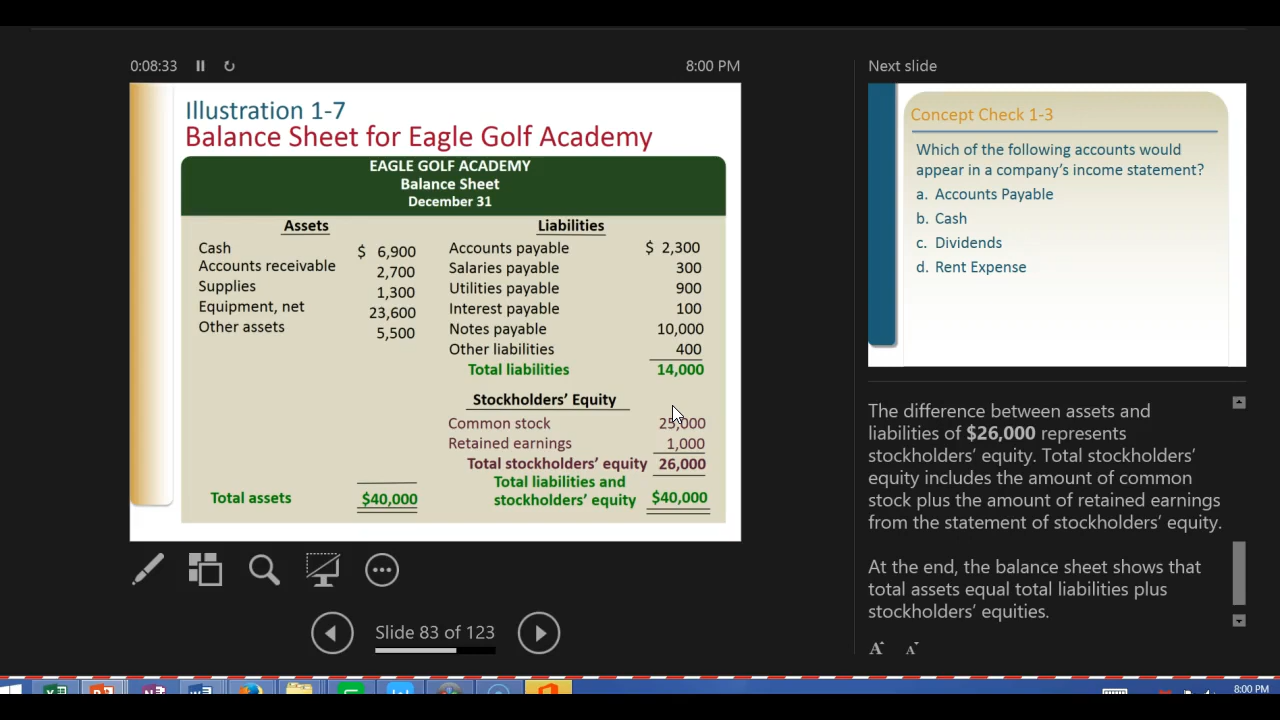 0:08:33
8:00 PM
Illustration 1-7
Balance Sheet for Eagle Golf Academy
EAGLE GOLF ACADEMY
Balance Sheet
December 31
Assets
Cash $ 6,900
Accounts receivable 2,700
Supplies 1,300
Equipment, net 23,600
Other assets 5,500
Total assets $40,000
Liabilities
Accounts payable $ 2,300
Salaries payable 300
Utilities payable 900
Interest payable 100
Notes payable 10,000
Other liabilities 400
Total liabilities 14,000
Stockholders' Equity
Common stock 25,000
Retained earnings 1,000
Total stockholders' equity 26,000
Total liabilities and
stockholders' equity $40,000
Slide 83 of 123
Next slide
Concept Check 1-3
Which of the following accounts would
appear in a company's income statement?
a. Accounts Payable
b. Cash
c. Dividends
d. Rent Expense
The difference between assets and
liabilities of $26,000 represents
stockholders' equity. Total stockholders'
equity includes the amount of common
stock plus the amount of retained earnings
from the statement of stockholders' equity.
At the end, the balance sheet shows that
total assets equal total liabilities plus
stockholders' equities.
A A
8:00 PM